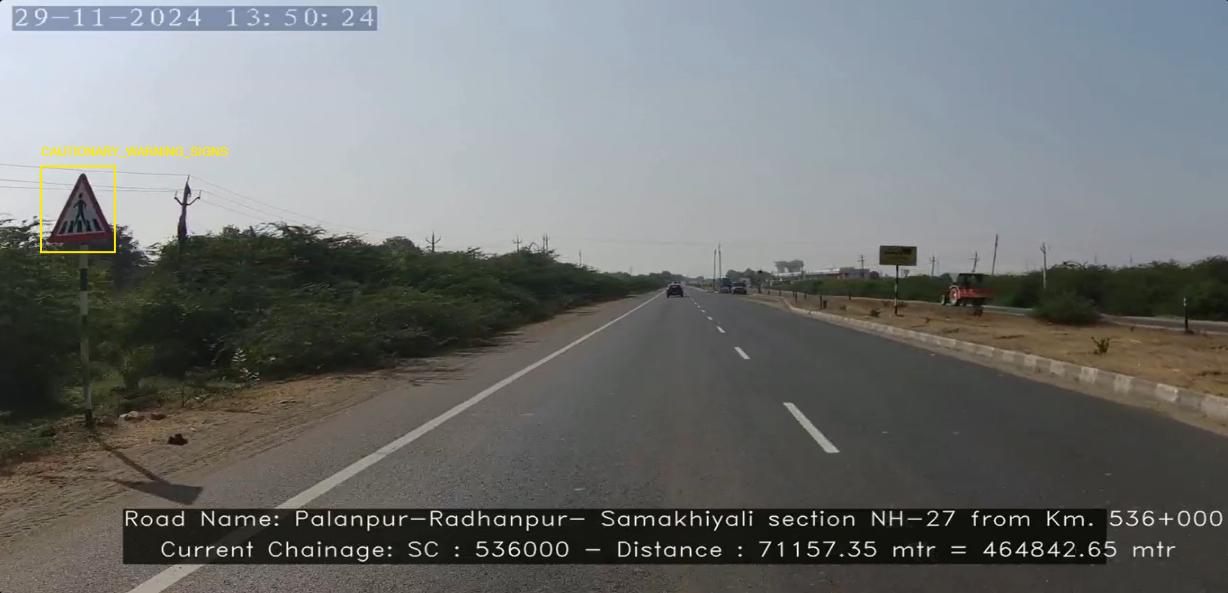 29-11-2024 13:50:24
CAUTIONARY_WARNING_SIGNS
Road Name: Palanpur-Radhanpur- Samakhiyali section NH-27 from Km. 536+000
Current Chainage: SC : 536000 - Distance : 71157.35 mtr = 464842.65 mtr